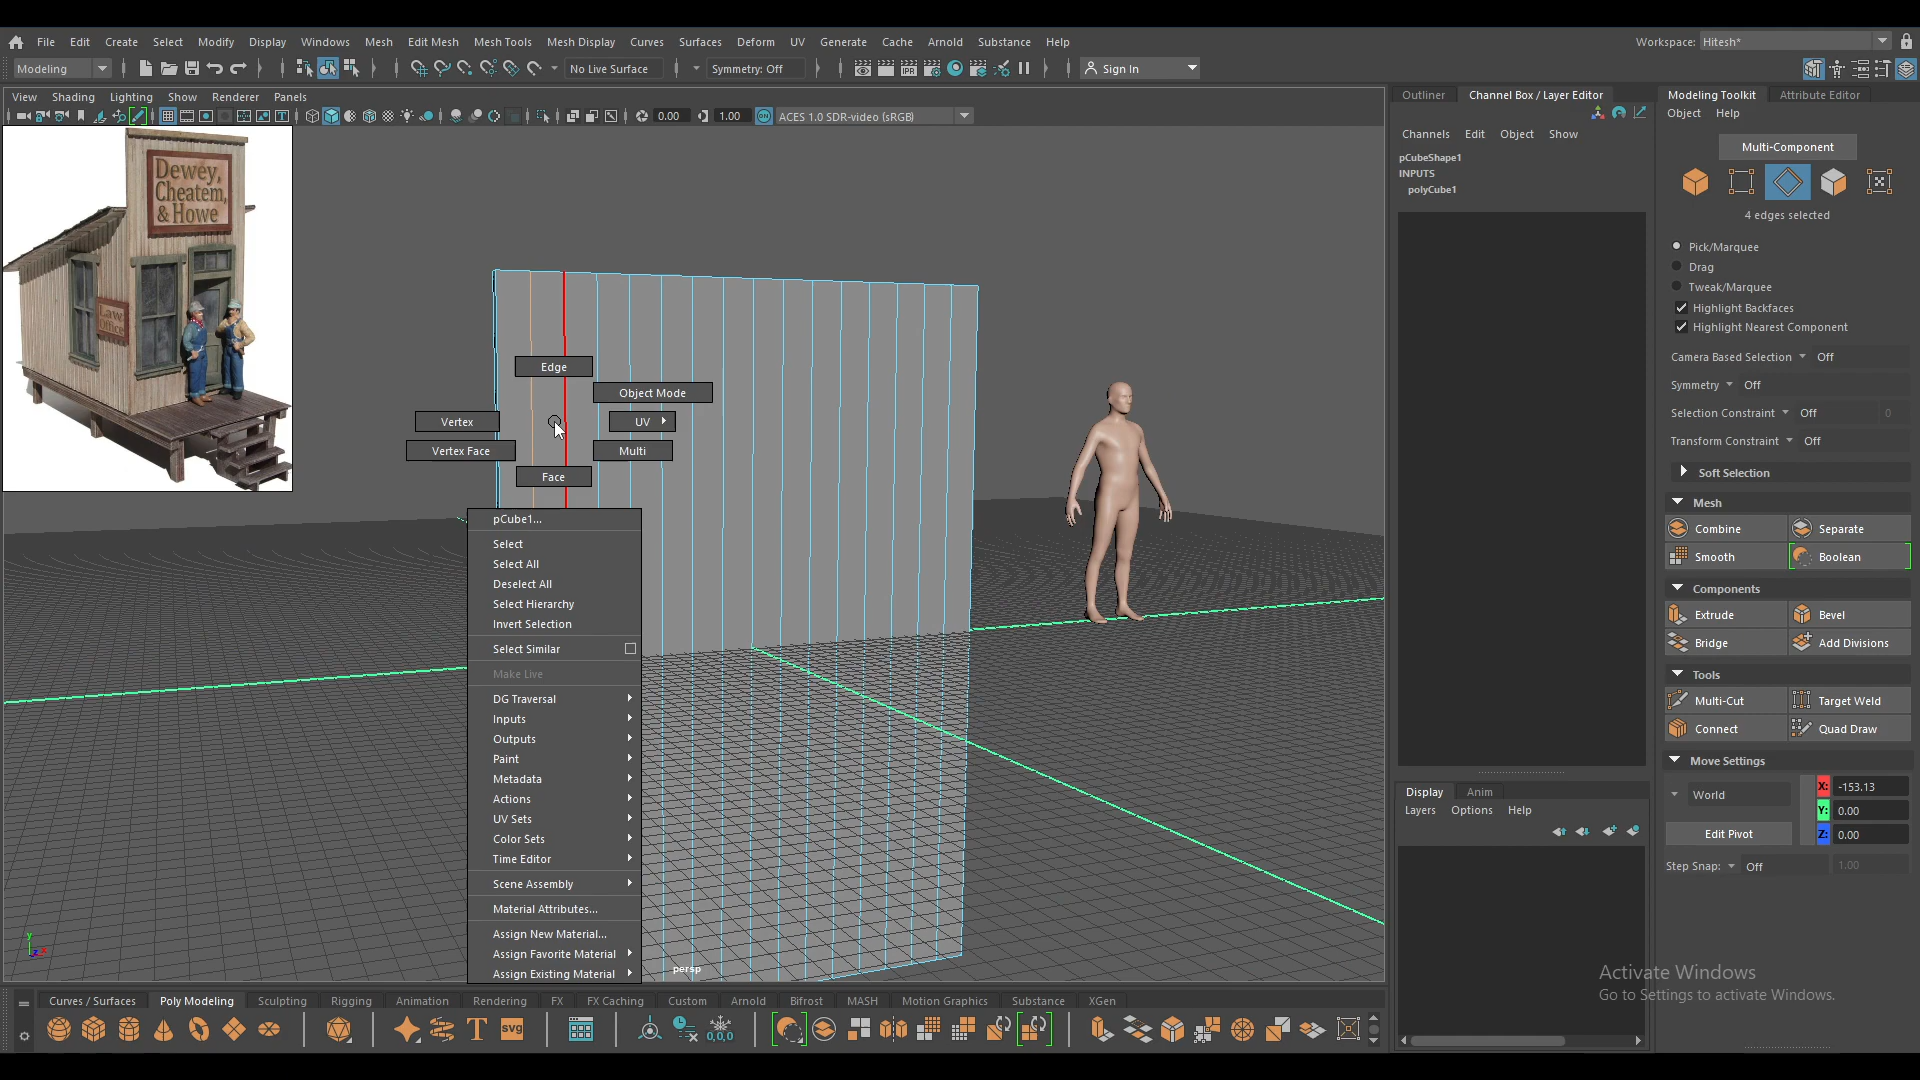 File Edit Create Select Modify Display Windows Mesh Edit Mesh Mesh Tools Mesh Display Curves Surfaces Deform UV Generate Cache Arnold Substance Help Workspace: Hitesh*
Modeling No Live Surface Symmetry: Off Sign In
View Shading Lighting Show Renderer Panels
0.00 1.00 ACES 1.0 SDR-video (sRGB)
Dewey,
Cheatem,
& Howe
Law
Office
Edge
Object Mode
Vertex
UV
Vertex Face
Multi
Face
pCube1...
Select
Select All
Deselect All
Select Hierarchy
Invert Selection
Select Similar
Make Live
DG Traversal
Inputs
Outputs
Paint
Metadata
Actions
UV Sets
Color Sets
Time Editor
Scene Assembly
Material Attributes...
Assign New Material...
Assign Favorite Material
Assign Existing Material
persp
Outliner Channel Box / Layer Editor
Channels Edit Object Show
pCubeShape1
INPUTS
polyCube1
Display Anim
Layers Options Help
Modeling Toolkit Attribute Editor
Object Help
Multi-Component
4 edges selected
Pick/Marquee
Drag
Tweak/Marquee
Highlight Backfaces
Highlight Nearest Component
Camera Based Selection Off
Symmetry Off
Selection Constraint Off 0
Transform Constraint Off
Soft Selection
Mesh
Combine Separate
Smooth Boolean
Components
Extrude Bevel
Bridge Add Divisions
Tools
Multi-Cut Target Weld
Connect Quad Draw
Move Settings
World X: -153.13
Y: 0.00
Edit Pivot Z: 0.00
Step Snap: Off 1.00
Activate Windows
Go to Settings to activate Windows.
Curves / Surfaces Poly Modeling Sculpting Rigging Animation Rendering FX FX Caching Custom Arnold Bifrost MASH Motion Graphics Substance XGen
T SVG 0,0,0